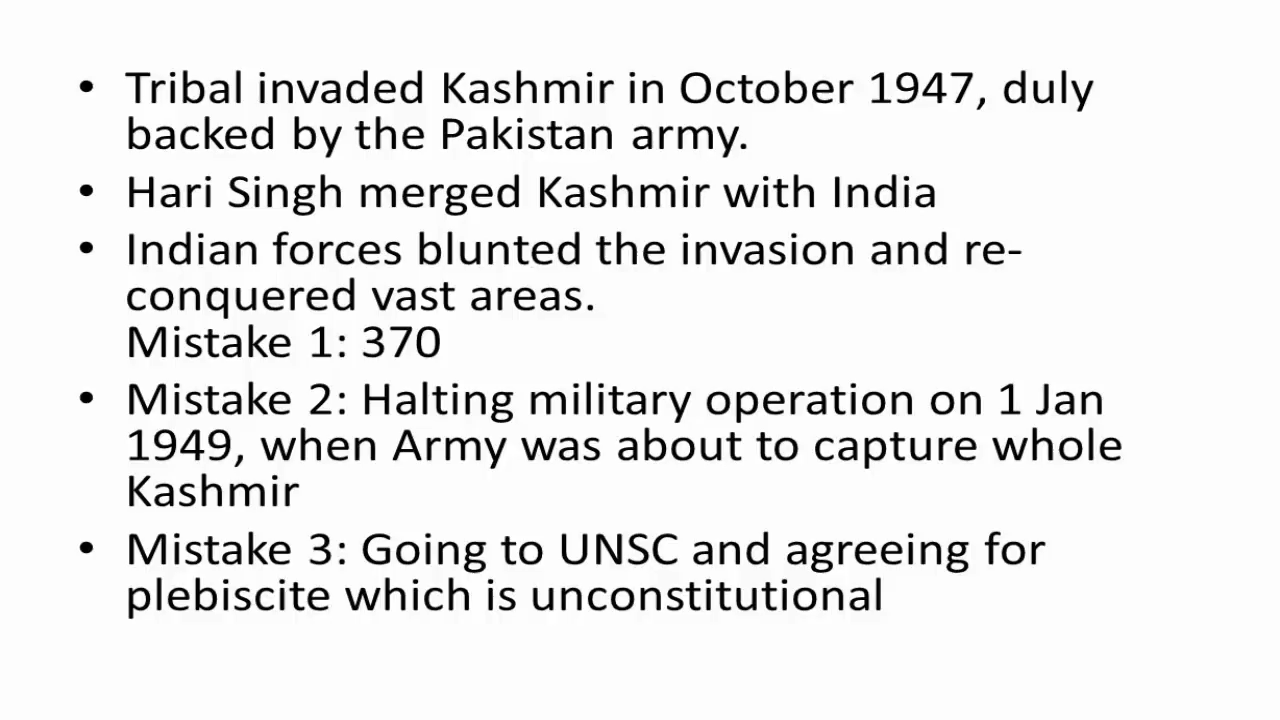 • Tribal invaded Kashmir in October 1947, duly
backed by the Pakistan army.
• Hari Singh merged Kashmir with India
• Indian forces blunted the invasion and re-
conquered vast areas.
Mistake 1: 370
• Mistake 2: Halting military operation on 1 Jan
1949, when Army was about to capture whole
Kashmir
• Mistake 3: Going to UNSC and agreeing for
plebiscite which is unconstitutional